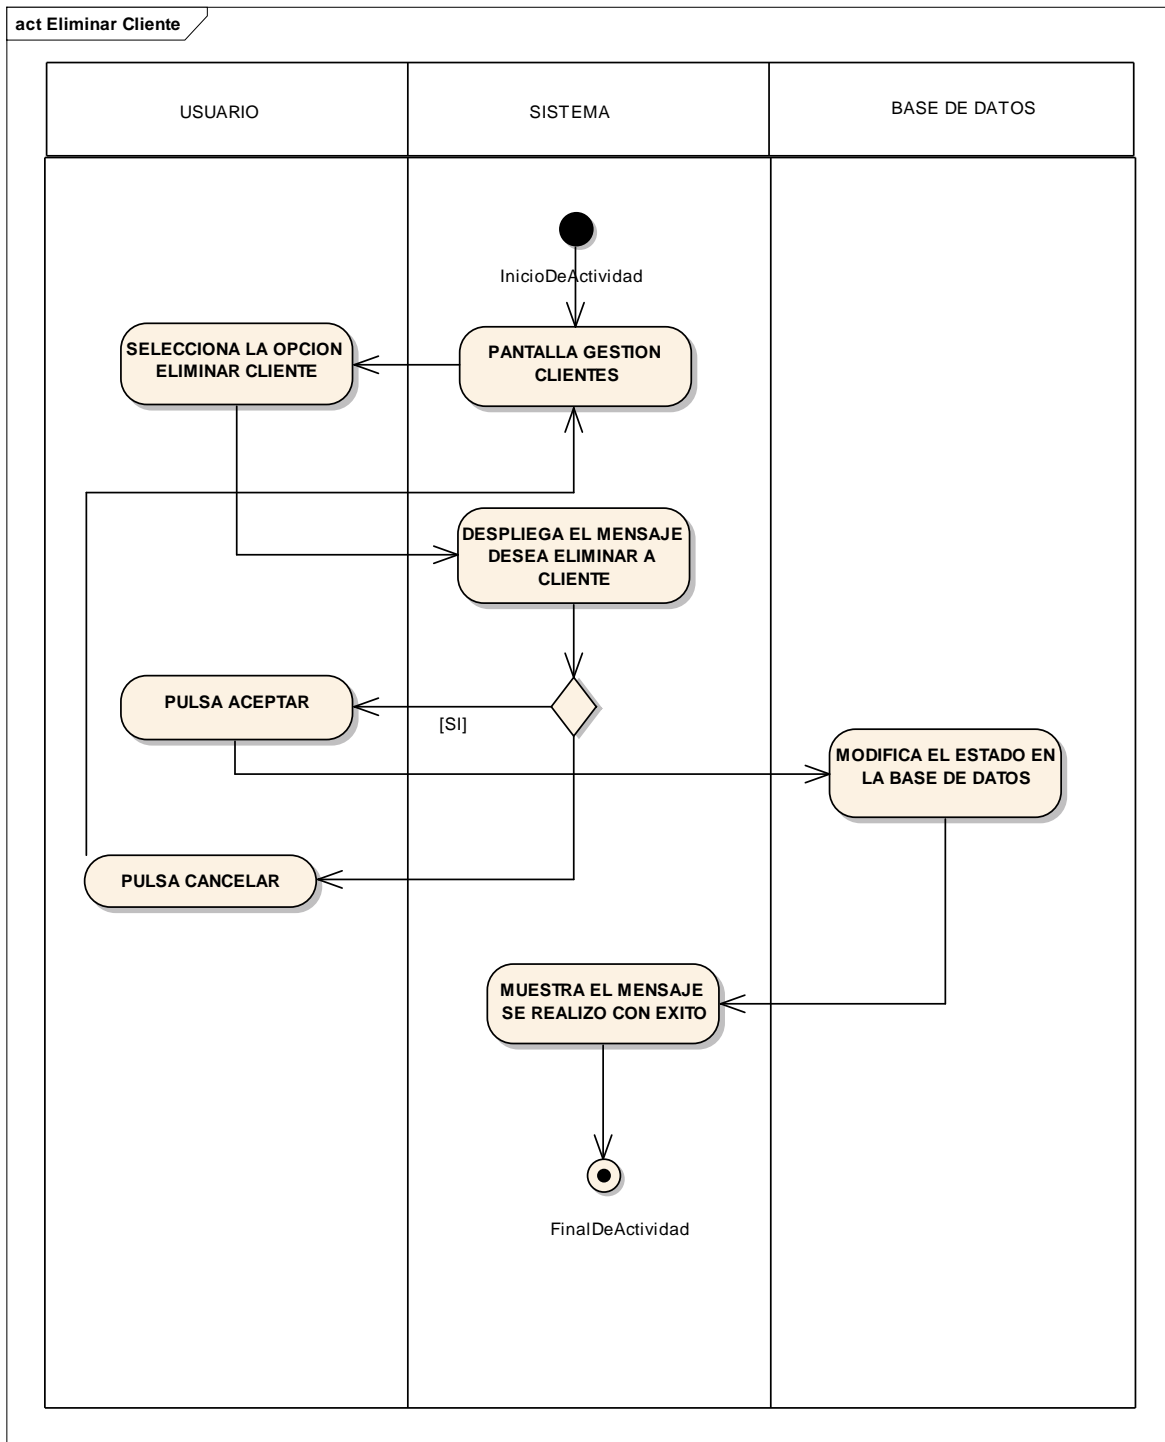 act Eliminar Cliente
USUARIO
SISTEMA
BASE DE DATOS
InicioDeActividad
SELECCIONA LA OPCION
ELIMINAR CLIENTE
PANTALLA GESTION
CLIENTES
DESPLIEGA EL MENSAJE
DESEA ELIMINAR A
CLIENTE
PULSA ACEPTAR
[SI]
MODIFICA EL ESTADO EN
LA BASE DE DATOS
PULSA CANCELAR
MUESTRA EL MENSAJE
SE REALIZO CON EXITO
FinalDeActividad